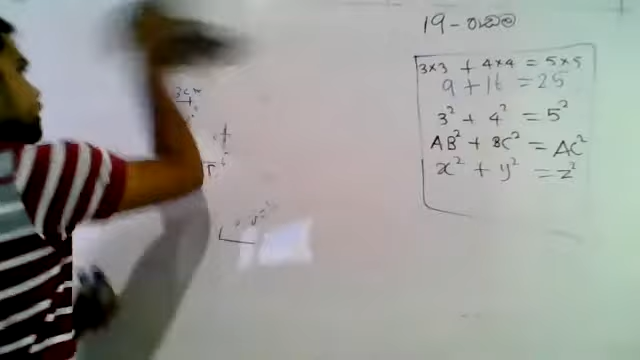 19 - පාඩම
3×3 + 4×4 = 5×5
9 + 16 = 25
3² + 4² = 5²
AB² + BC² = AC²
x² + y² = z²